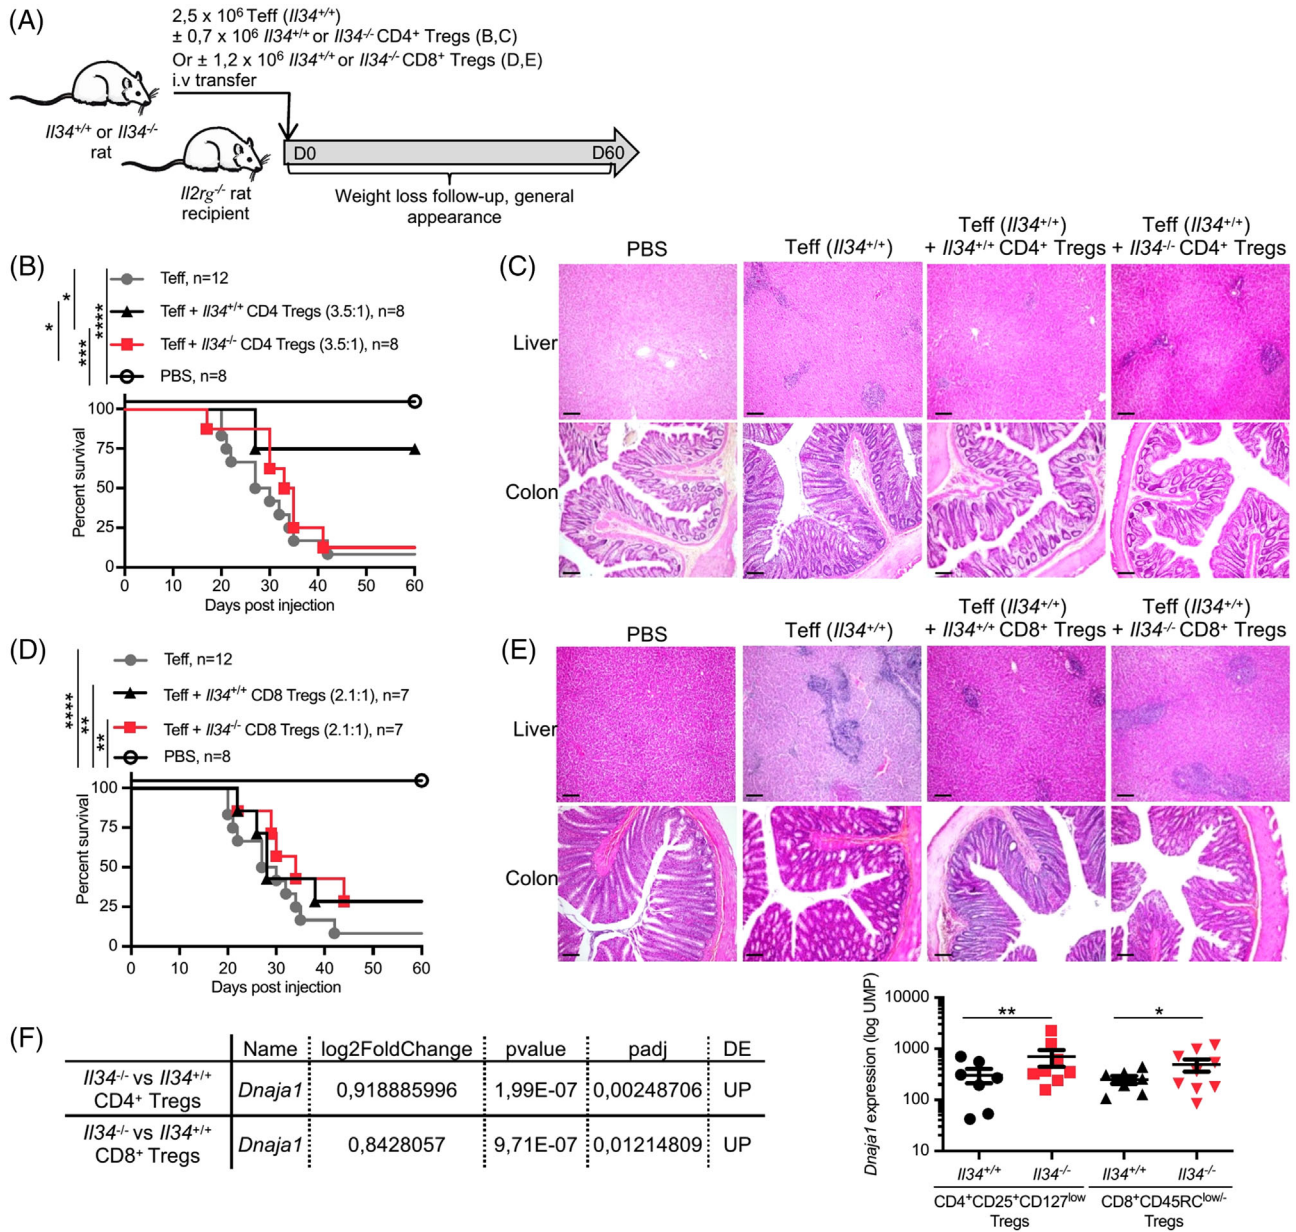 (A)
2,5 x 10⁶ Teff (Il34⁺/⁺)
± 0,7 x 10⁶ Il34⁺/⁺ or Il34⁻/⁻ CD4⁺ Tregs (B,C)
Or ± 1,2 x 10⁶ Il34⁺/⁺ or Il34⁻/⁻ CD8⁺ Tregs (D,E)
i.v transfer
Il34⁺/⁺ or Il34⁻/⁻
rat
Il2rg⁻/⁻ rat
recipient
D0
D60
Weight loss follow-up, general
appearance
(B)
Teff, n=12
Teff + Il34⁺/⁺ CD4 Tregs (3.5:1), n=8
Teff + Il34⁻/⁻ CD4 Tregs (3.5:1), n=8
PBS, n=8
*
*
***
****
Percent survival
100
75
50
25
0
0 10 20 30 40 50 60
Days post injection
(C)
PBS
Teff (Il34⁺/⁺)
Teff (Il34⁺/⁺)
+ Il34⁺/⁺ CD4⁺ Tregs
Teff (Il34⁺/⁺)
+ Il34⁻/⁻ CD4⁺ Tregs
Liver
Colon
(D)
Teff, n=12
Teff + Il34⁺/⁺ CD8 Tregs (2.1:1), n=7
Teff + Il34⁻/⁻ CD8 Tregs (2.1:1), n=7
PBS, n=8
****
**
**
Percent survival
100
75
50
25
0
0 10 20 30 40 50 60
Days post injection
(E)
PBS
Teff (Il34⁺/⁺)
Teff (Il34⁺/⁺)
+ Il34⁺/⁺ CD8⁺ Tregs
Teff (Il34⁺/⁺)
+ Il34⁻/⁻ CD8⁺ Tregs
Liver
Colon
(F)
Name log2FoldChange pvalue padj DE
Il34⁻/⁻ vs Il34⁺/⁺
CD4⁺ Tregs
Dnaja1 0,918885996 1,99E-07 0,00248706 UP
Il34⁻/⁻ vs Il34⁺/⁺
CD8⁺ Tregs
Dnaja1 0,8428057 9,71E-07 0,01214809 UP
Dnaja1 expression (log UMP)
10000
1000
100
10
**
*
Il34⁺/⁺ Il34⁻/⁻ Il34⁺/⁺ Il34⁻/⁻
CD4⁺CD25⁺CD127ˡᵒʷ CD8⁺CD45RCˡᵒʷ/⁻
Tregs Tregs